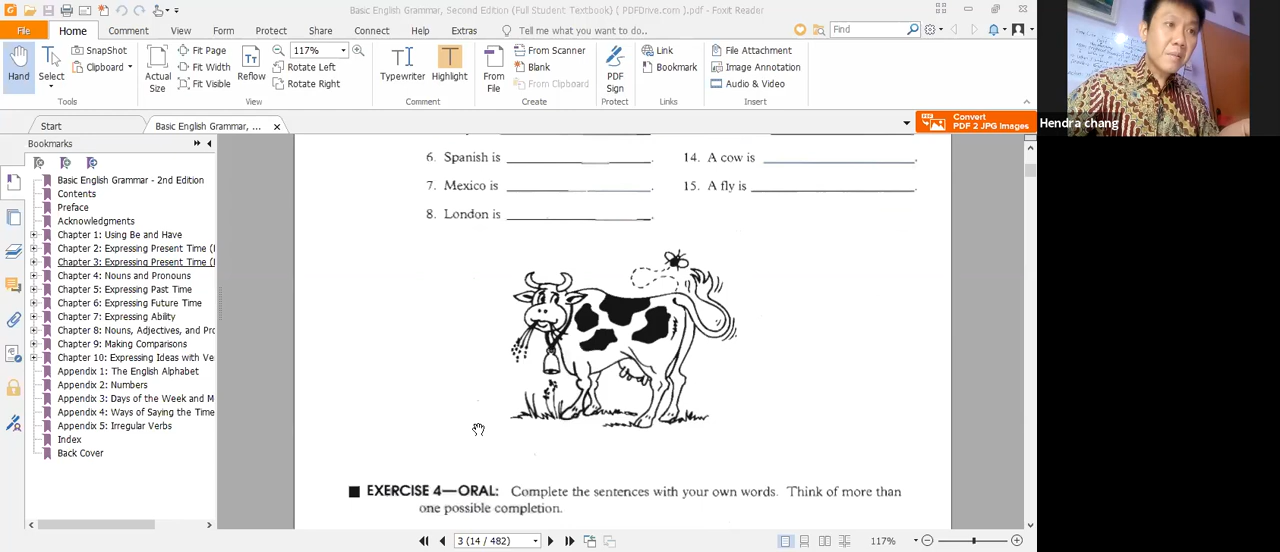 Basic English Grammar, Second Edition (Full Student Textbook) ( PDFDrive.com ).pdf - Foxit Reader
File Home Comment View Form Protect Share Connect Help Extras Tell me what you want to do.. Find
Hand
Select
SnapShot
Clipboard
Actual Size
Fit Page
Fit Width
Fit Visible
Reflow
117%
Rotate Left
Rotate Right
Typewriter
Highlight
From File
From Scanner
Blank
From Clipboard
PDF Sign
Link
Bookmark
File Attachment
Image Annotation
Audio & Video
Tools View Comment Create Protect Links Insert
Start Basic English Grammar, ...
Convert
PDF 2 JPG Images
Hendra chang
Bookmarks
Basic English Grammar - 2nd Edition
Contents
Preface
Acknowledgments
Chapter 1: Using Be and Have
Chapter 2: Expressing Present Time (
Chapter 3: Expressing Present Time (
Chapter 4: Nouns and Pronouns
Chapter 5: Expressing Past Time
Chapter 6: Expressing Future Time
Chapter 7: Expressing Ability
Chapter 8: Nouns, Adjectives, and Pro
Chapter 9: Making Comparisons
Chapter 10: Expressing Ideas with Ve
Appendix 1: The English Alphabet
Appendix 2: Numbers
Appendix 3: Days of the Week and M
Appendix 4: Ways of Saying the Time
Appendix 5: Irregular Verbs
Index
Back Cover
6. Spanish is ____________.
7. Mexico is ____________.
8. London is ____________.
14. A cow is ____________.
15. A fly is ____________.
EXERCISE 4—ORAL: Complete the sentences with your own words. Think of more than
one possible completion.
3 (14 / 482)
117%